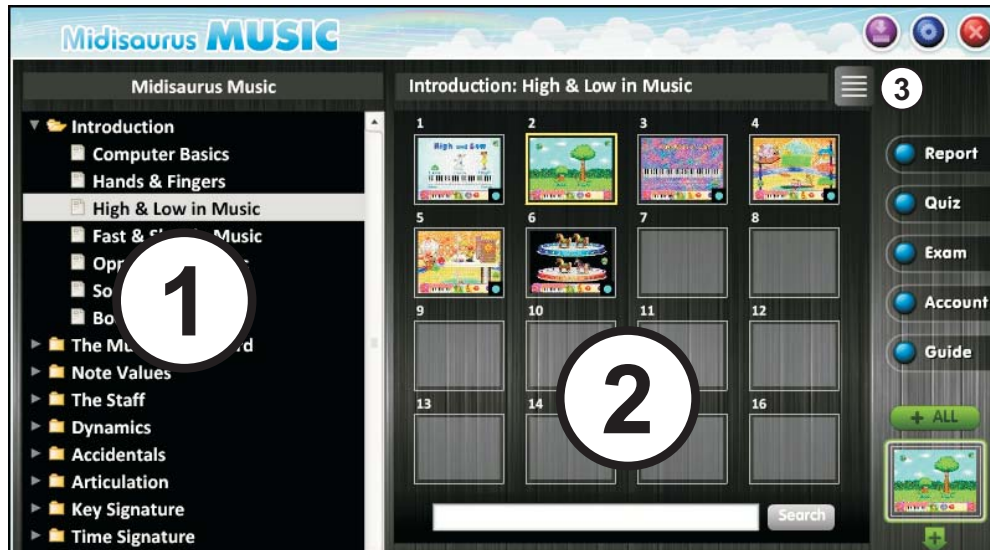 Midisaurus MUSIC
Midisaurus Music
Introduction
Computer Basics
Hands & Fingers
High & Low in Music
Fast & Music
1
The Mu d
Note Values
The Staff
Dynamics
Accidentals
Articulation
Key Signature
Time Signature
Introduction: High & Low in Music
3
1 2 3 4
High and Low
5 6 7 8
9 10 11 12
13 14 16
2
Search
Report
Quiz
Exam
Account
Guide
+ ALL